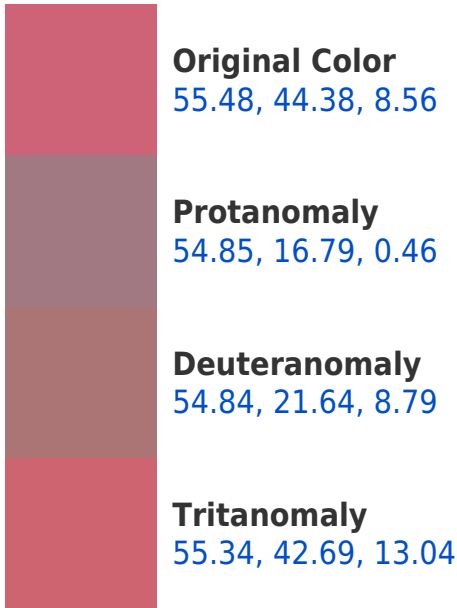 Original Color
55.48, 44.38, 8.56
Protanomaly
54.85, 16.79, 0.46
Deuteranomaly
54.84, 21.64, 8.79
Tritanomaly
55.34, 42.69, 13.04